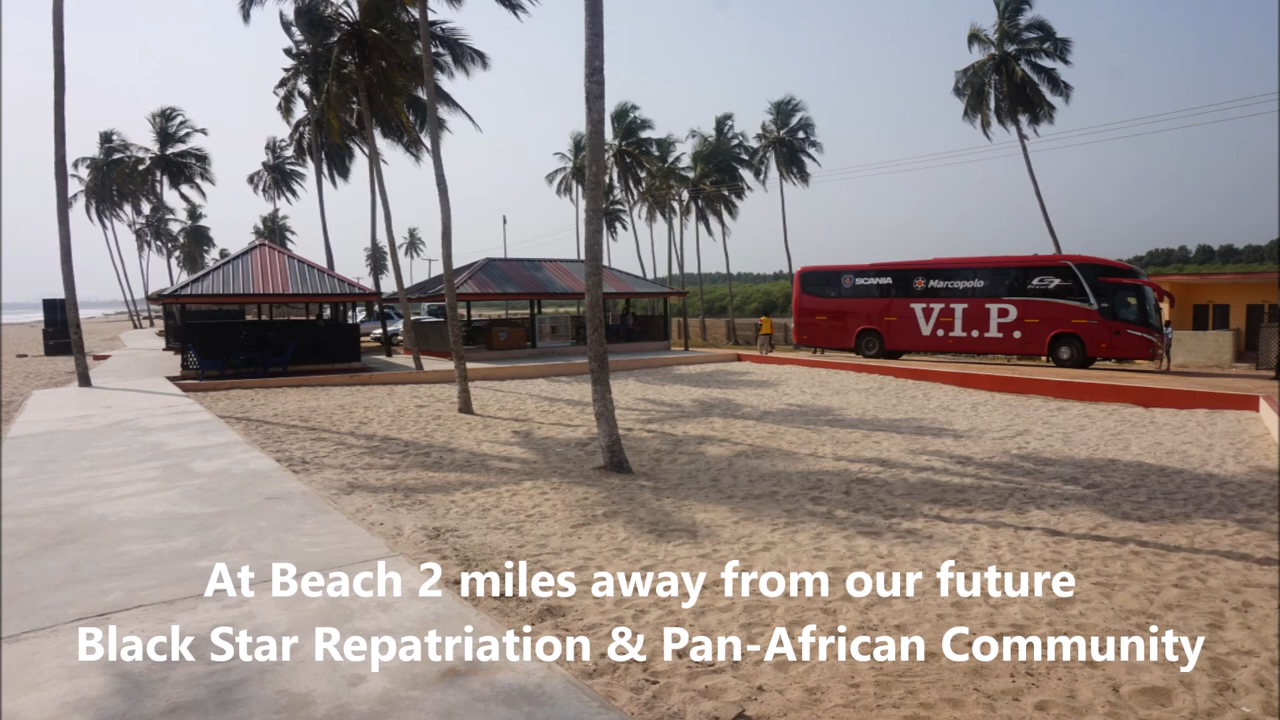 SCANIA
Marcopolo
G7
V.I.P.
At Beach 2 miles away from our future
Black Star Repatriation & Pan-African Community